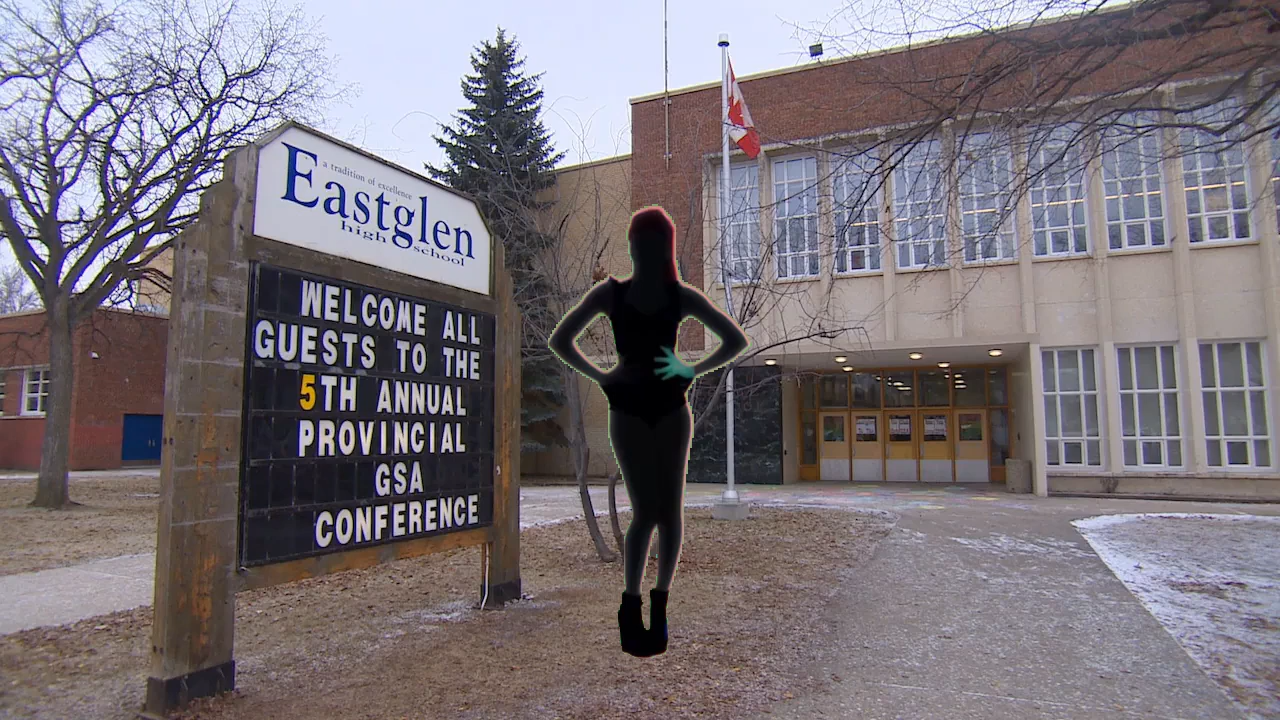 a tradition of excellence
Eastglen
high school
WELCOME ALL
GUESTS TO THE
5TH ANNUAL
PROVINCIAL
GSA
CONFERENCE